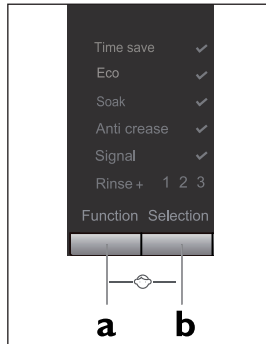 Time save ✓
Eco ✓
Soak ✓
Anti crease ✓
Signal ✓
Rinse + 1 2 3
Function Selection
a b